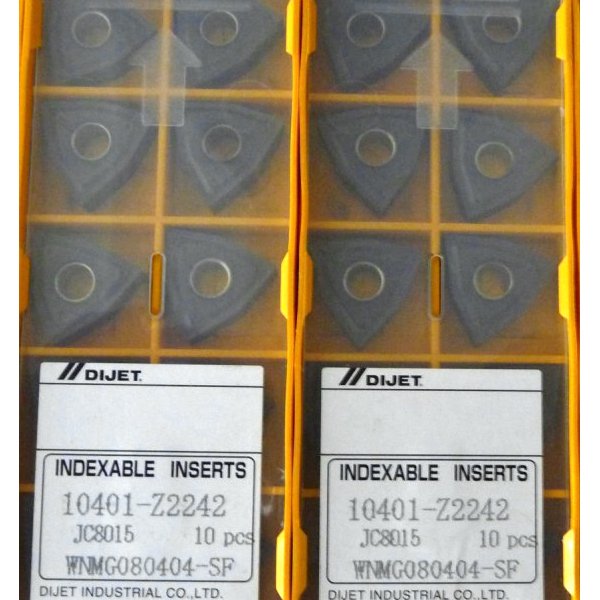 DIJET.
INDEXABLE INSERTS
10401-Z2242
JC8015 10 pcs
WNMG080404-SF
DIJET INDUSTRIAL CO.,LTD.
DIJET
INDEXABLE INSERTS
10401-Z2242
JC8015 10 pcs
WNMG080404-SF
DIJET INDUSTRIAL CO.,LTD.